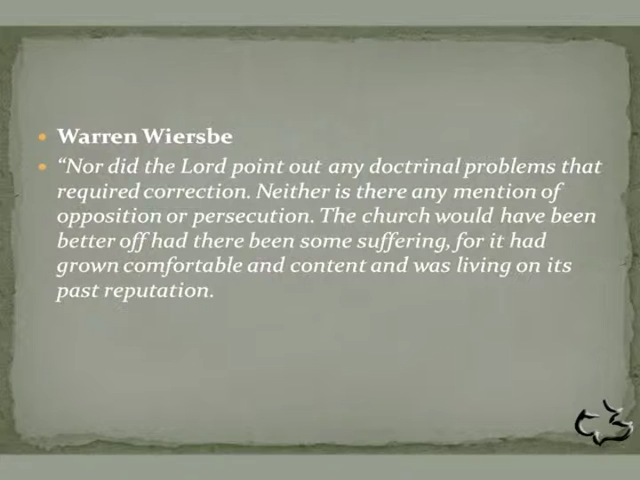 Warren Wiersbe
“Nor did the Lord point out any doctrinal problems that
required correction. Neither is there any mention of
opposition or persecution. The church would have been
better off had there been some suffering, for it had
grown comfortable and content and was living on its
past reputation.